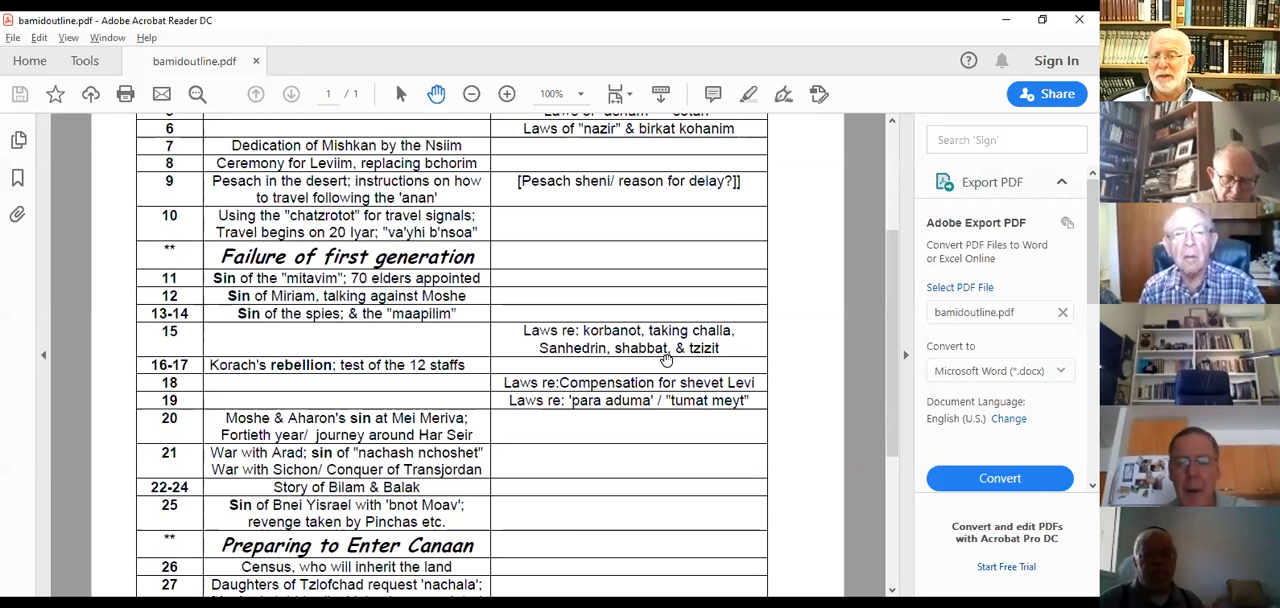 bamidoutline.pdf - Adobe Acrobat Reader DC
File Edit View Window Help
Home Tools bamidoutline.pdf × Sign In
1 / 1 100% Share
6 Laws of "nazir" & birkat kohanim
7 Dedication of Mishkan by the Nsiim
8 Ceremony for Leviim, replacing bchorim
9 Pesach in the desert; instructions on how [Pesach sheni/ reason for delay?]]
to travel following the 'anan'
10 Using the "chatzrotot" for travel signals;
Travel begins on 20 Iyar; "va'yhi b'nsoa"
** Failure of first generation
11 Sin of the "mitavim"; 70 elders appointed
12 Sin of Miriam, talking against Moshe
13-14 Sin of the spies; & the "maapilim"
15 Laws re: korbanot, taking challa,
Sanhedrin, shabbat, & tzizit
16-17 Korach's rebellion; test of the 12 staffs
18 Laws re:Compensation for shevet Levi
19 Laws re: 'para aduma' / "tumat meyt"
20 Moshe & Aharon's sin at Mei Meriva;
Fortieth year/ journey around Har Seir
21 War with Arad; sin of "nachash nchoshet"
War with Sichon/ Conquer of Transjordan
22-24 Story of Bilam & Balak
25 Sin of Bnei Yisrael with 'bnot Moav';
revenge taken by Pinchas etc.
** Preparing to Enter Canaan
26 Census, who will inherit the land
27 Daughters of Tzlofchad request 'nachala';
Search 'Sign'
Export PDF
Adobe Export PDF
Convert PDF Files to Word
or Excel Online
Select PDF File
bamidoutline.pdf ×
Convert to
Microsoft Word (*.docx)
Document Language:
English (U.S.) Change
Convert
Convert and edit PDFs
with Acrobat Pro DC
Start Free Trial